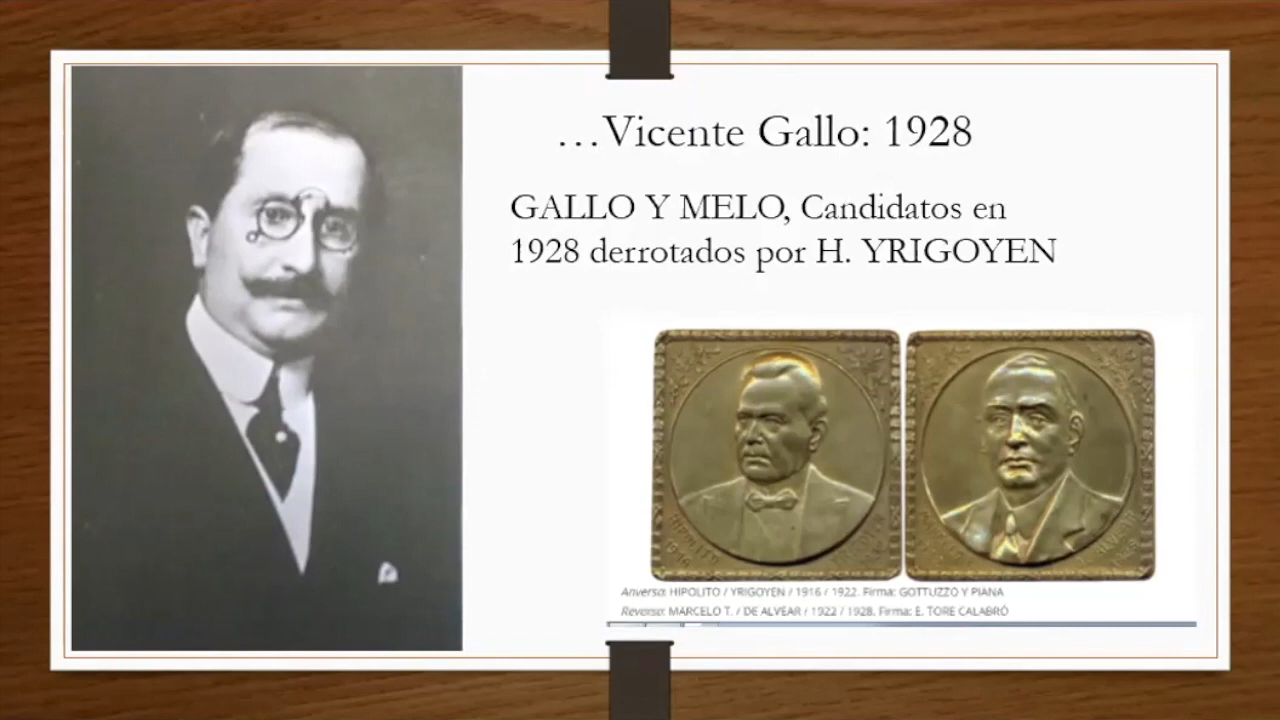 …Vicente Gallo: 1928
GALLO Y MELO, Candidatos en
1928 derrotados por H. YRIGOYEN
Anverso: HIPOLITO / YRIGOYEN / 1916 / 1922. Firma: GOTTUZZO Y PIANA
Reverso: MARCELO T. / DE ALVEAR / 1922 / 1928. Firma: E. TORE CALABRÓ